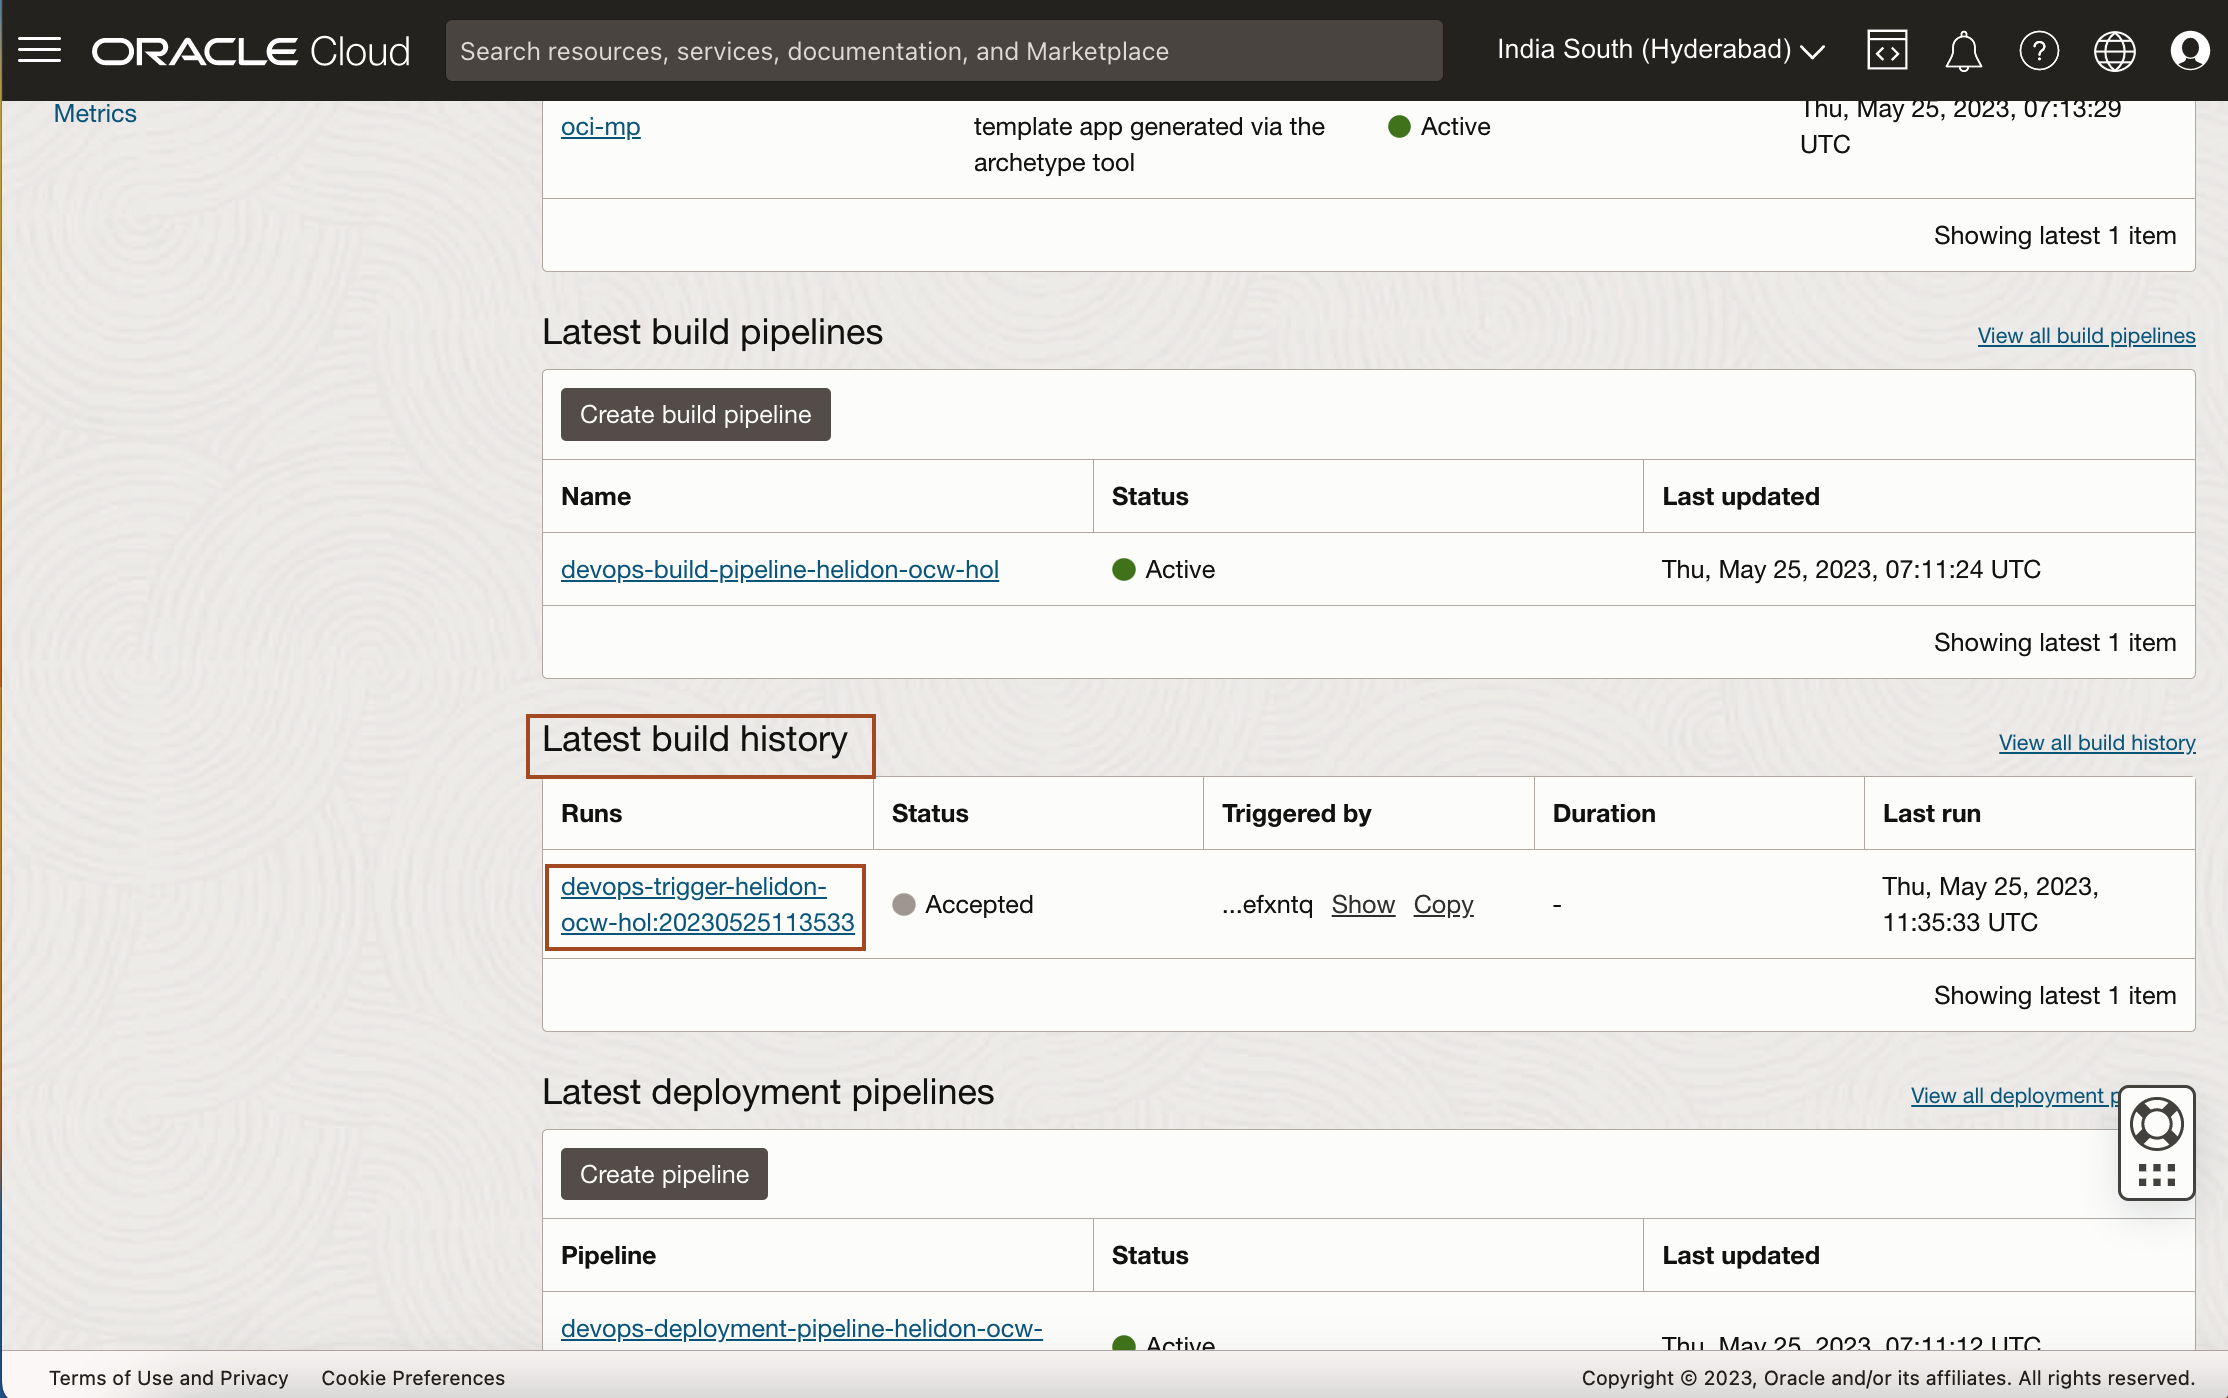 ORACLE Cloud
Search resources, services, documentation, and Marketplace
India South (Hyderabad)
Metrics
oci-mp
template app generated via the
archetype tool
Active
Thu, May 25, 2023, 07:13:29
UTC
Showing latest 1 item
Latest build pipelines
View all build pipelines
Create build pipeline
Name Status Last updated
devops-build-pipeline-helidon-ocw-hol Active Thu, May 25, 2023, 07:11:24 UTC
Showing latest 1 item
Latest build history
View all build history
Runs Status Triggered by Duration Last run
devops-trigger-helidon-
ocw-hol:20230525113533
Accepted
...efxntq Show Copy
-
Thu, May 25, 2023,
11:35:33 UTC
Showing latest 1 item
Latest deployment pipelines
View all deployment p
Create pipeline
Pipeline Status Last updated
devops-deployment-pipeline-helidon-ocw-
Active
Thu, May 25, 2023, 07:11:12 UTC
Terms of Use and Privacy Cookie Preferences
Copyright © 2023, Oracle and/or its affiliates. All rights reserved.